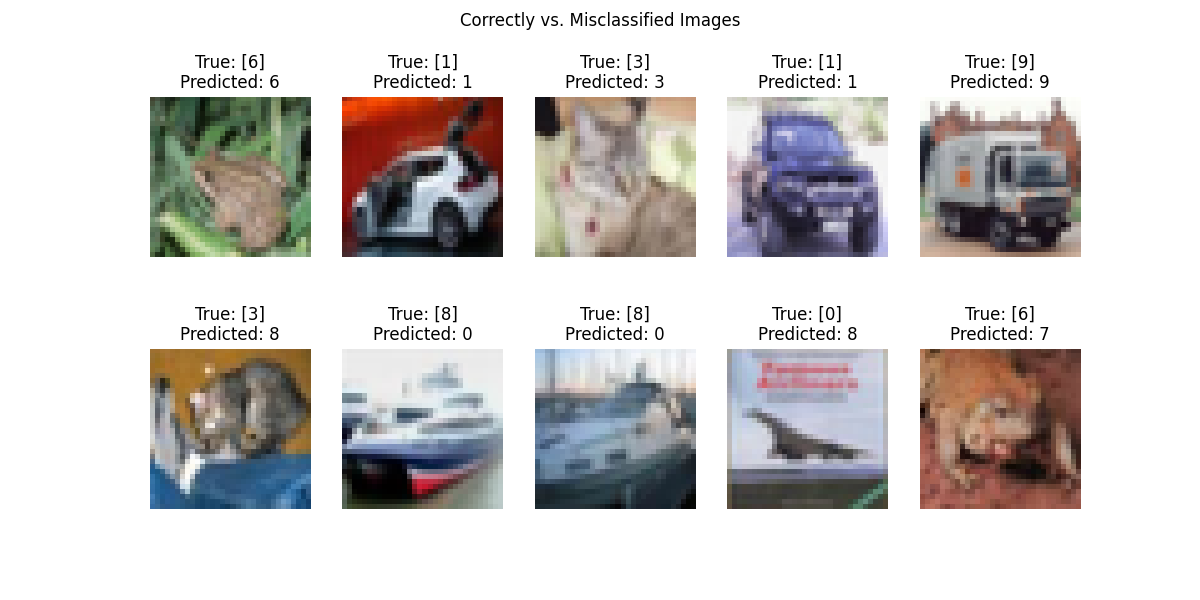 Correctly vs. Misclassified Images
True: [6]
Predicted: 6
True: [1]
Predicted: 1
True: [3]
Predicted: 3
True: [1]
Predicted: 1
True: [9]
Predicted: 9
True: [3]
Predicted: 8
True: [8]
Predicted: 0
True: [8]
Predicted: 0
True: [0]
Predicted: 8
True: [6]
Predicted: 7